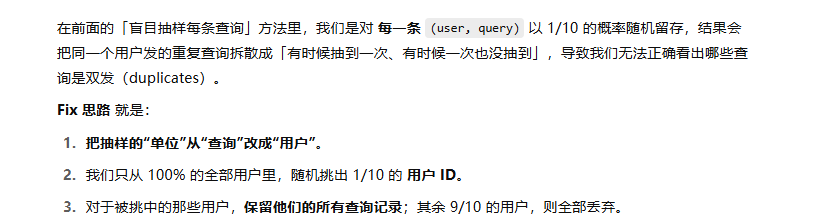 在前面的「盲目抽样每条查询」方法里，我们是对 每一条 (user, query) 以 1/10 的概率随机留存，结果会
把同一个用户发的重复查询拆散成「有时候抽到一次、有时候一次也没抽到」，导致我们无法正确看出哪些查
询是双发（duplicates）。
Fix 思路 就是：
1. 把抽样的“单位”从“查询”改成“用户”。
2. 我们只从 100% 的全部用户里，随机挑出 1/10 的 用户 ID。
3. 对于被挑中的那些用户，保留他们的所有查询记录；其余 9/10 的用户，则全部丢弃。